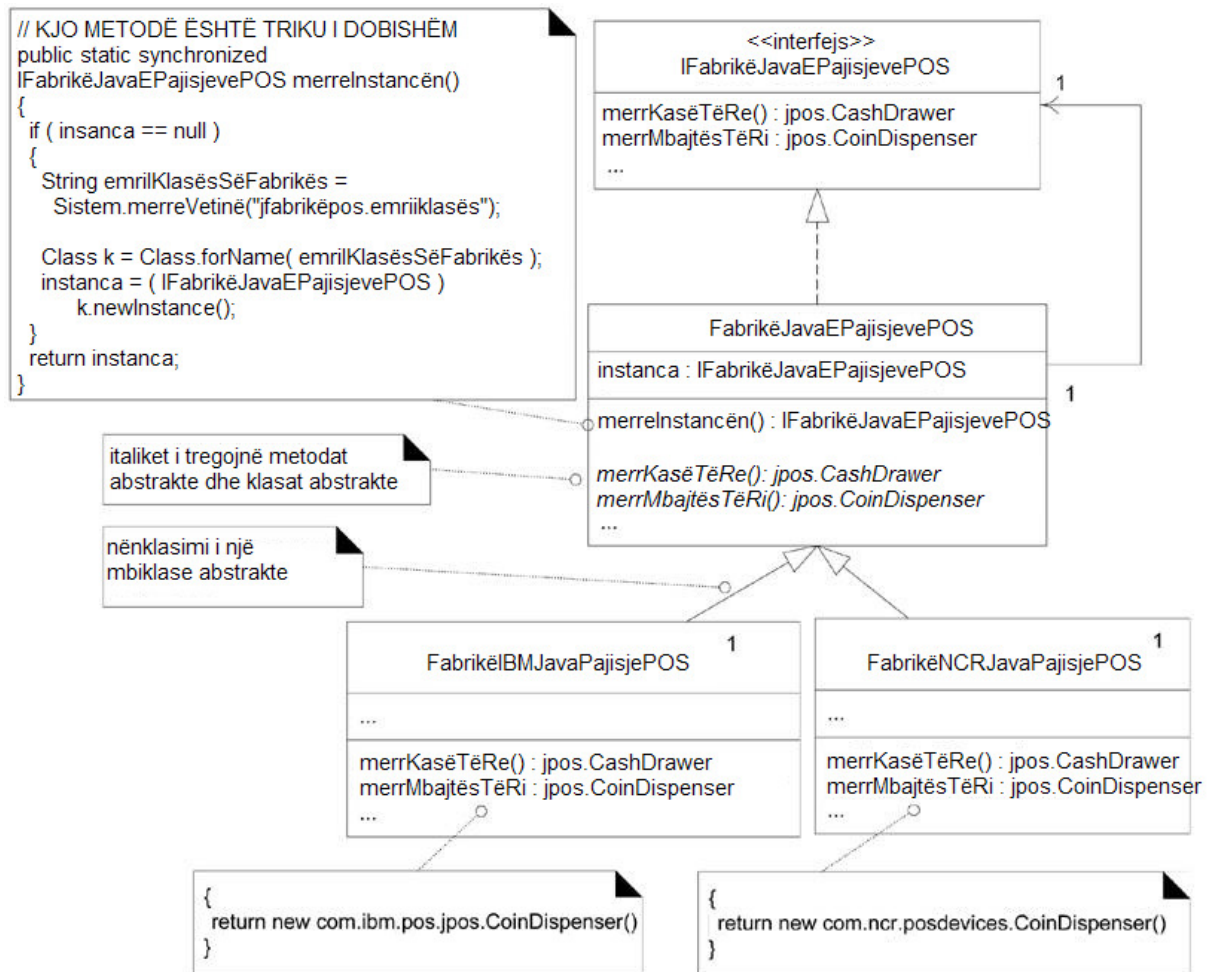 // KJO METODË ËSHTË TRIKU I DOBISHËM
public static synchronized
IFabrikëJavaEPajisjevePOS merreInstancën()
{
if ( insanca == null )
{
String emriIKlasësSëFabrikës =
Sistem.merreVetinë("jfabrikëpos.emriiklasës");
Class k = Class.forName( emriIKlasësSëFabrikës );
instanca = ( IFabrikëJavaEPajisjevePOS )
k.newInstance();
}
return instanca;
}
<<interfejs>>
IFabrikëJavaEPajisjevePOS
merrKasëTëRe() : jpos.CashDrawer
merrMbajtësTëRi : jpos.CoinDispenser
...
1
FabrikëJavaEPajisjevePOS
instanca : IFabrikëJavaEPajisjevePOS
1
merreInstancën() : IFabrikëJavaEPajisjevePOS
merrKasëTëRe(): jpos.CashDrawer
merrMbajtësTëRi(): jpos.CoinDispenser
...
italiket i tregojnë metodat
abstrakte dhe klasat abstrakte
nënklasimi i një
mbiklase abstrakte
FabrikëIBMJavaPajisjePOS
1
...
merrKasëTëRe() : jpos.CashDrawer
merrMbajtësTëRi : jpos.CoinDispenser
...
FabrikëNCRJavaPajisjePOS
1
...
merrKasëTëRe() : jpos.CashDrawer
merrMbajtësTëRi : jpos.CoinDispenser
...
{
return new com.ibm.pos.jpos.CoinDispenser()
}
{
return new com.ncr.posdevices.CoinDispenser()
}